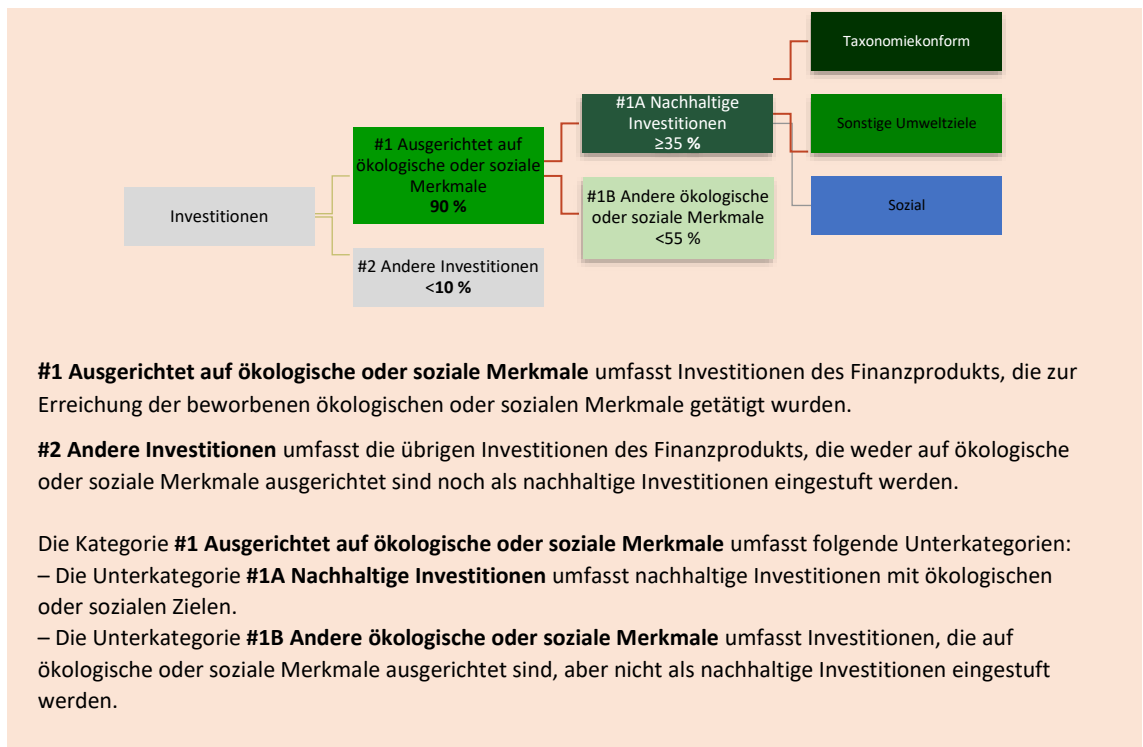 Taxonomiekonform
#1A Nachhaltige
Investitionen
≥35 %
Sonstige Umweltziele
#1 Ausgerichtet auf
ökologische oder soziale
Merkmale
90 %
#1B Andere ökologische
oder soziale Merkmale
<55 %
Sozial
Investitionen
#2 Andere Investitionen
<10 %
#1 Ausgerichtet auf ökologische oder soziale Merkmale umfasst Investitionen des Finanzprodukts, die zur
Erreichung der beworbenen ökologischen oder sozialen Merkmale getätigt wurden.
#2 Andere Investitionen umfasst die übrigen Investitionen des Finanzprodukts, die weder auf ökologische
oder soziale Merkmale ausgerichtet sind noch als nachhaltige Investitionen eingestuft werden.
Die Kategorie #1 Ausgerichtet auf ökologische oder soziale Merkmale umfasst folgende Unterkategorien:
– Die Unterkategorie #1A Nachhaltige Investitionen umfasst nachhaltige Investitionen mit ökologischen
oder sozialen Zielen.
– Die Unterkategorie #1B Andere ökologische oder soziale Merkmale umfasst Investitionen, die auf
ökologische oder soziale Merkmale ausgerichtet sind, aber nicht als nachhaltige Investitionen eingestuft
werden.